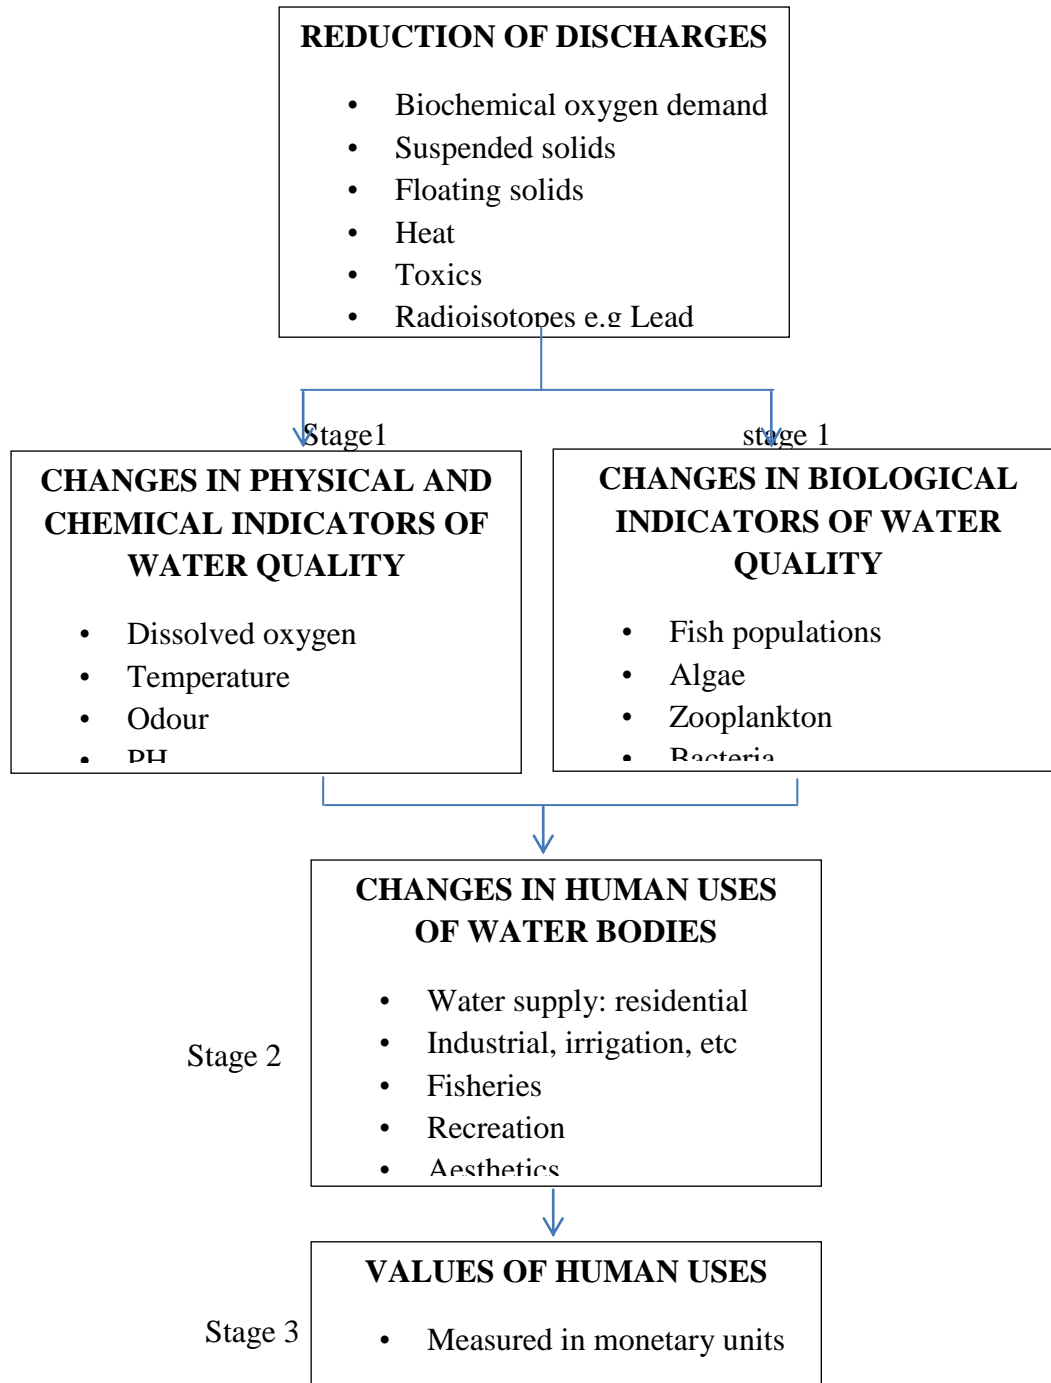 REDUCTION OF DISCHARGES
• Biochemical oxygen demand
• Suspended solids
• Floating solids
• Heat
• Toxics
• Radioisotopes e.g Lead
Stage1
stage 1
CHANGES IN PHYSICAL AND
CHEMICAL INDICATORS OF
WATER QUALITY
• Dissolved oxygen
• Temperature
• Odour
• PH
CHANGES IN BIOLOGICAL
INDICATORS OF WATER
QUALITY
• Fish populations
• Algae
• Zooplankton
• Bacteria
CHANGES IN HUMAN USES
OF WATER BODIES
• Water supply: residential
• Industrial, irrigation, etc
• Fisheries
• Recreation
• Aesthetics
Stage 2
VALUES OF HUMAN USES
• Measured in monetary units
Stage 3